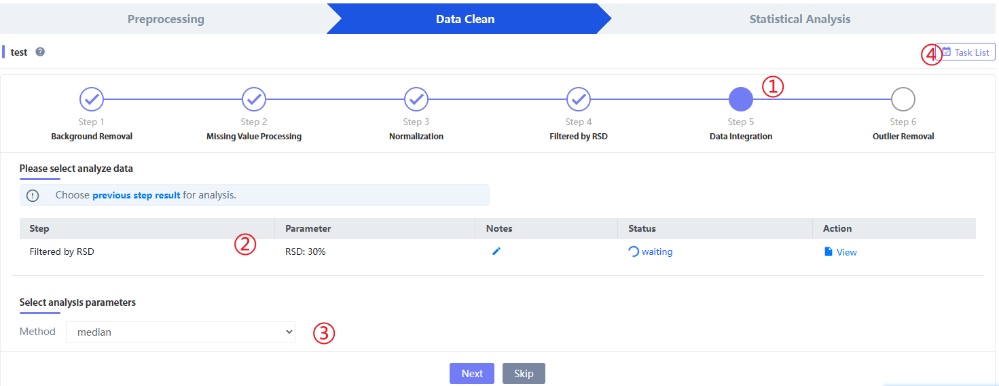 Preprocessing Data Clean Statistical Analysis
test ?
④ Task List
①
Step 1 Step 2 Step 3 Step 4 Step 5 Step 6
Background Removal Missing Value Processing Normalization Filtered by RSD Data Integration Outlier Removal
Please select analyze data
Choose previous step result for analysis.
Step Parameter Notes Status Action
②
Filtered by RSD RSD: 30% waiting View
Select analysis parameters
Method median ③
Next Skip